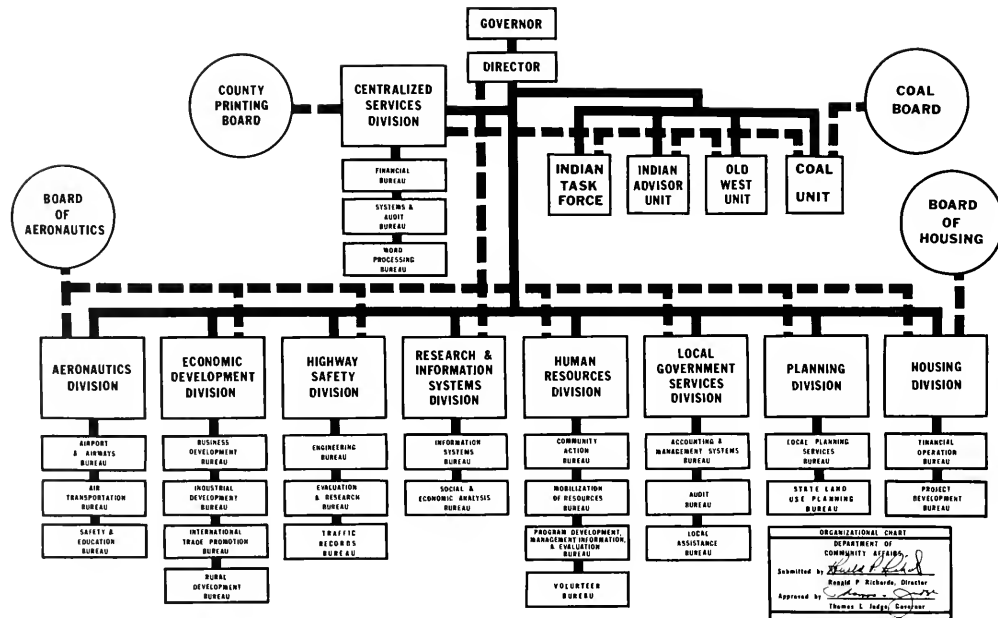 GOVERNOR
DIRECTOR
COUNTY
PRINTING
BOARD
CENTRALIZED
SERVICES
DIVISION
COAL
BOARD
FINANCIAL
BUREAU
SYSTEMS &
AUDIT
BUREAU
WORD
PROCESSING
BUREAU
INDIAN
TASK
FORCE
INDIAN
ADVISOR
UNIT
OLD
WEST
UNIT
COAL
UNIT
BOARD
OF
AERONAUTICS
BOARD
OF
HOUSING
AERONAUTICS
DIVISION
AIRPORT
& AIRWAYS
BUREAU
AIR
TRANSPORTATION
BUREAU
SAFETY &
EDUCATION
BUREAU
ECONOMIC
DEVELOPMENT
DIVISION
BUSINESS
DEVELOPMENT
BUREAU
INDUSTRIAL
DEVELOPMENT
BUREAU
INTERNATIONAL
TRADE PROMOTION
BUREAU
RURAL
DEVELOPMENT
BUREAU
HIGHWAY
SAFETY
DIVISION
ENGINEERING
BUREAU
EVALUATION
& RESEARCH
BUREAU
TRAFFIC
RECORDS
BUREAU
RESEARCH &
INFORMATION
SYSTEMS
DIVISION
INFORMATION
SYSTEMS
BUREAU
SOCIAL &
ECONOMIC ANALYSIS
BUREAU
HUMAN
RESOURCES
DIVISION
COMMUNITY
ACTION
BUREAU
MOBILIZATION
OF RESOURCES
BUREAU
PROGRAM DEVELOPMENT,
MANAGEMENT INFORMATION,
& EVALUATION
BUREAU
VOLUNTEER
BUREAU
LOCAL
GOVERNMENT
SERVICES
DIVISION
ACCOUNTING &
MANAGEMENT SYSTEMS
BUREAU
AUDIT
BUREAU
LOCAL
ASSISTANCE
BUREAU
PLANNING
DIVISION
LOCAL PLANNING
SERVICES
BUREAU
STATE LAND
USE PLANNING
BUREAU
HOUSING
DIVISION
FINANCIAL
OPERATION
BUREAU
PROJECT
DEVELOPMENT
BUREAU
ORGANIZATIONAL CHART
DEPARTMENT OF
COMMUNITY AFFAIRS
Submitted by
Ronald P Richards, Director
Approved by
Thomas L Judge, Governor